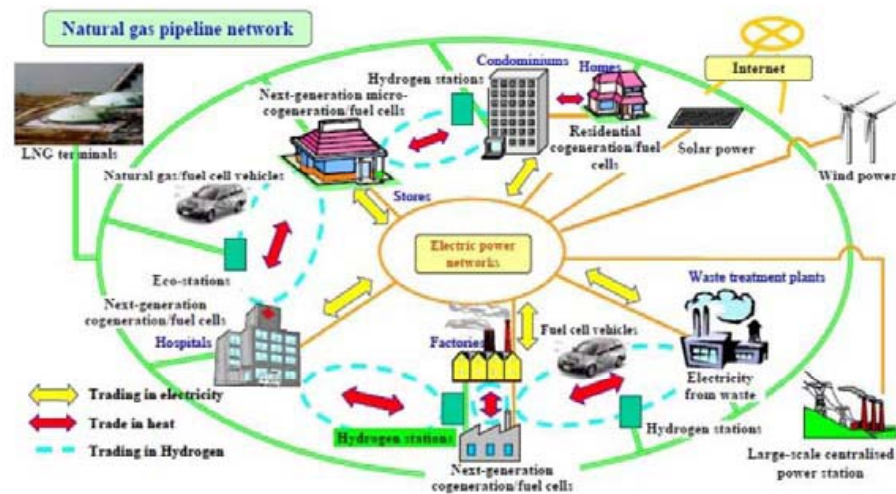 Natural gas pipeline network
Condominiums
Homes
Internet
Hydrogen stations
Next-generation micro-
cogeneration/fuel cells
LNG terminals
Residential
cogeneration/fuel
cells
Solar power
Wind power
Natural gas/fuel cell vehicles
Stores
Electric power
networks
Eco-stations
Waste treatment plants
Next-generation
cogeneration/fuel cells
Hospitals
Factories
Fuel cell vehicles
Electricity
from waste
Trading in electricity
Trade in heat
Trading in Hydrogen
Hydrogen stations
Hydrogen stations
Next-generation
cogeneration/fuel cells
Large-scale centralised
power station